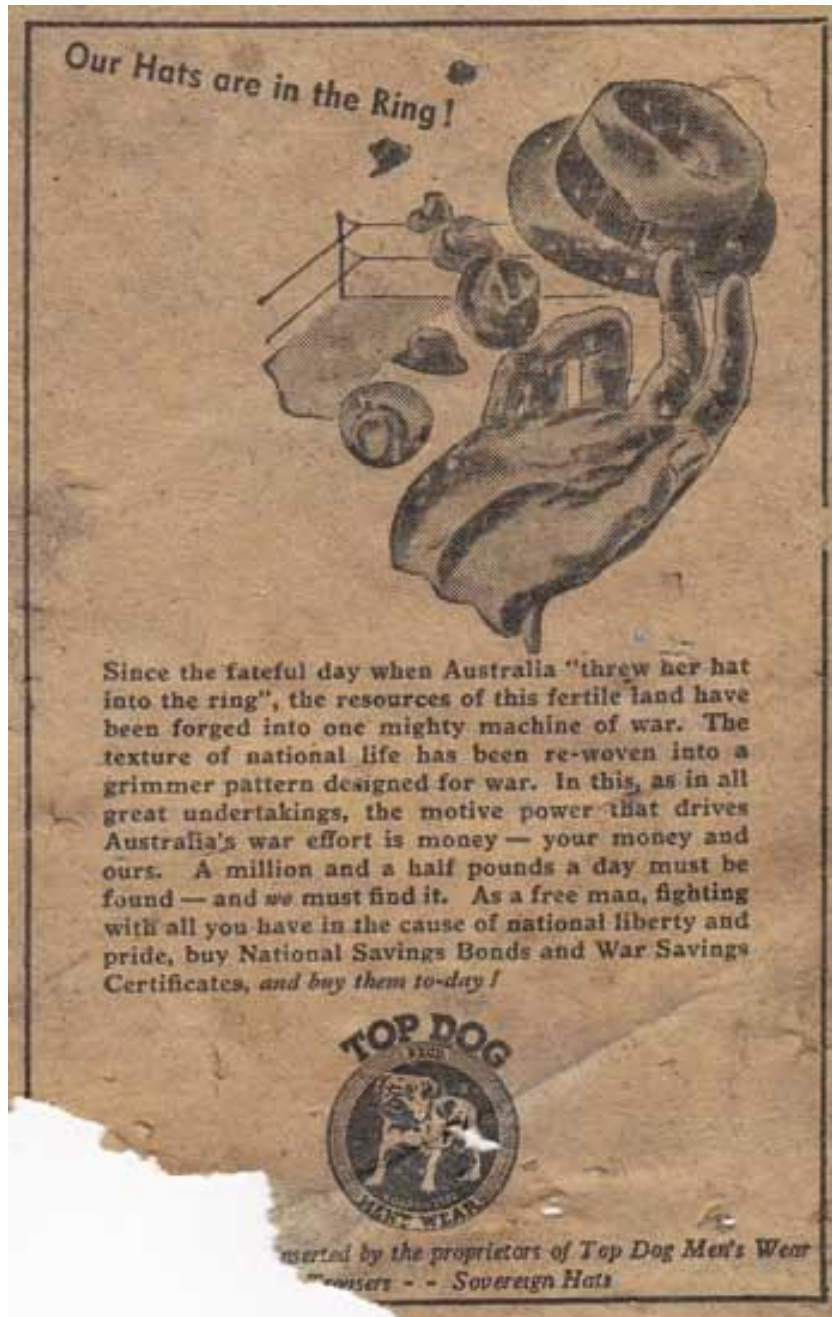 Our Hats are in the Ring!
Since the fateful day when Australia "threw her hat
into the ring", the resources of this fertile land have
been forged into one mighty machine of war. The
texture of national life has been re-woven into a
grimmer pattern designed for war. In this, as in all
great undertakings, the motive power that drives
Australia's war effort is money — your money and
ours. A million and a half pounds a day must be
found — and we must find it. As a free man, fighting
with all you have in the cause of national liberty and
pride, buy National Savings Bonds and War Savings
Certificates, and buy them to-day!
TOP DOG
REGD.
MEN'S WEAR
nserted by the proprietors of Top Dog Men's Wear
Trousers - - Sovereign Hats